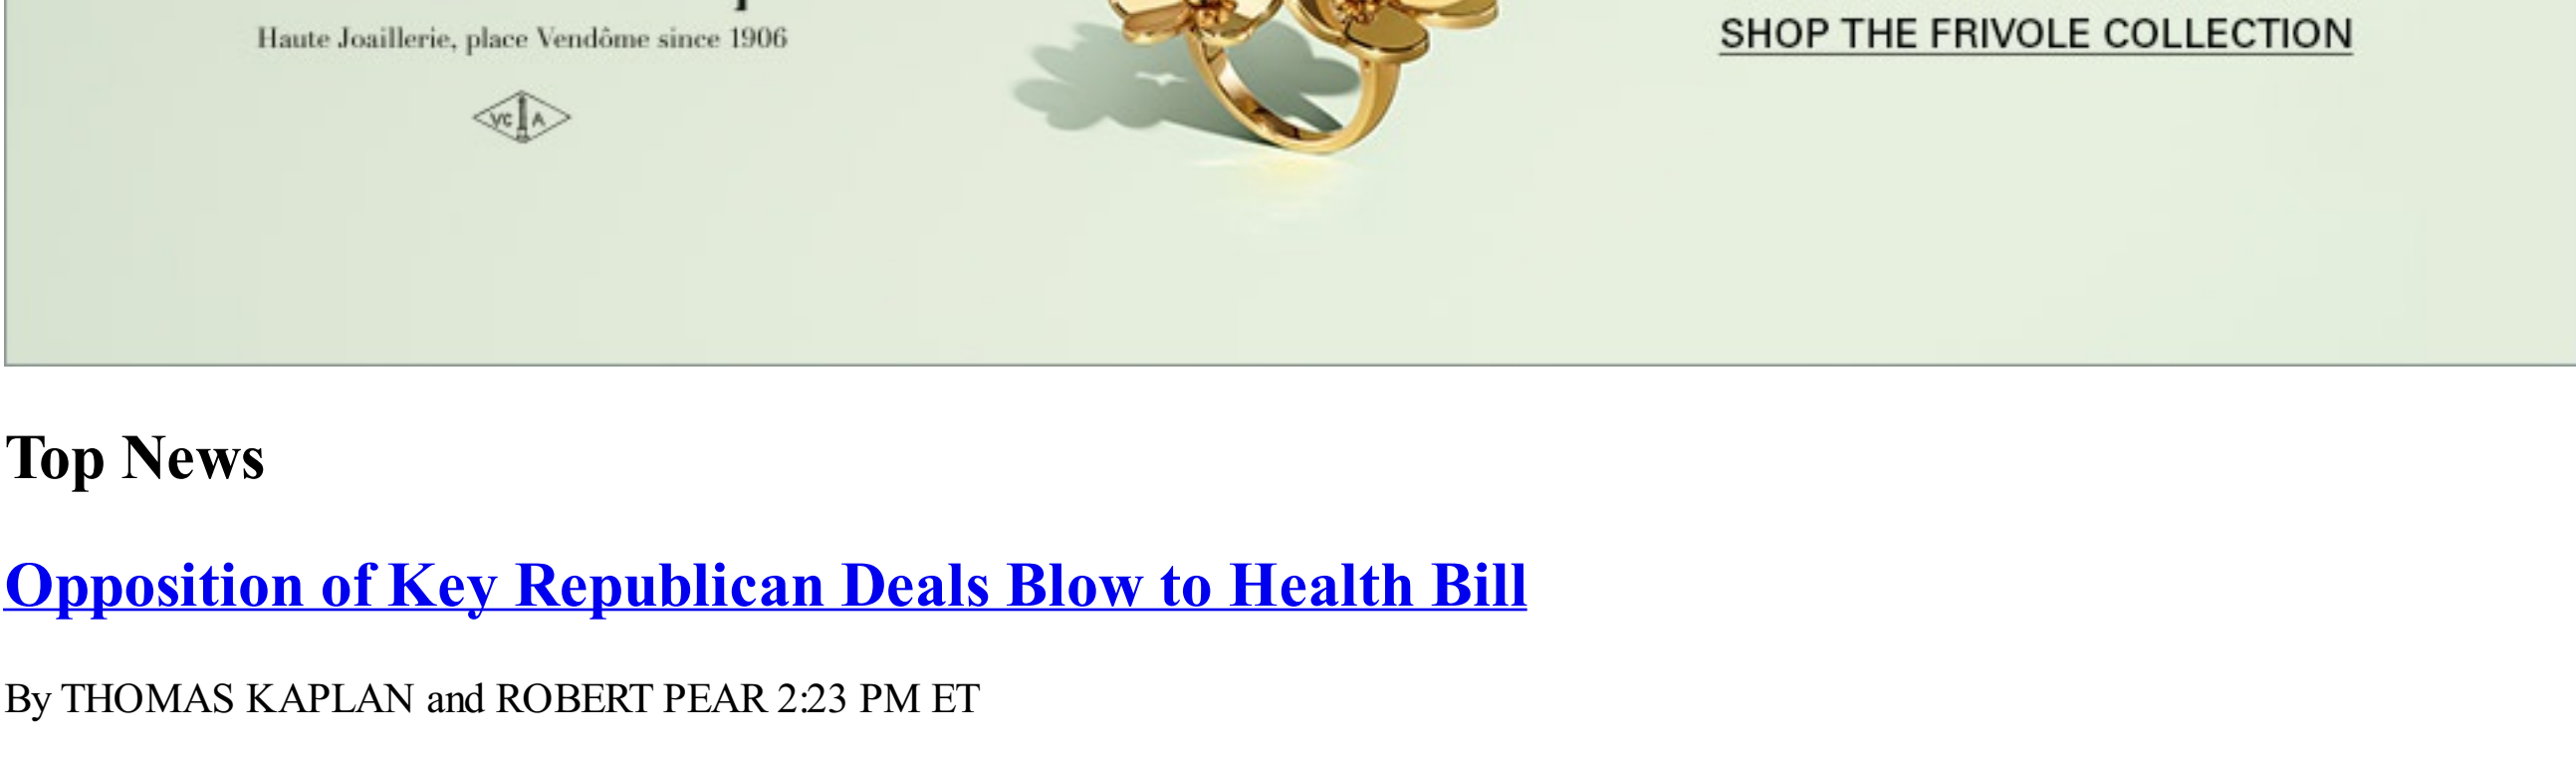 Haute Joaillerie, place Vendôme since 1906
VC A
SHOP THE FRIVOLE COLLECTION
Top News
Opposition of Key Republican Deals Blow to Health Bill
By THOMAS KAPLAN and ROBERT PEAR 2:23 PM ET